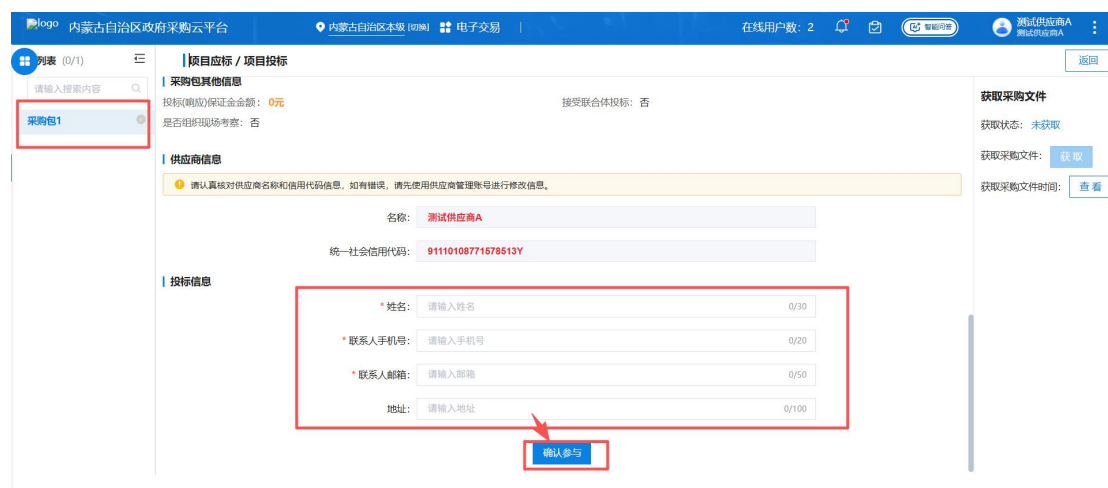 logo 内蒙古自治区政府采购云平台 内蒙古自治区本级 [切换] 电子交易 在线用户数: 2 智能问答 测试供应商A
测试供应商A
列表 (0/1) 项目应标 / 项目投标 返回
请输入搜索内容
采购包1
采购包其他信息
投标(响应)保证金金额: 0元 接受联合体投标: 否
是否组织现场考察: 否
供应商信息
请认真核对供应商名称和信用代码信息，如有错误，请先使用供应商管理账号进行修改信息。
名称: 测试供应商A
统一社会信用代码: 91110108771578513Y
投标信息
* 姓名: 请输入姓名 0/30
* 联系人手机号: 请输入手机号 0/20
* 联系人邮箱: 请输入邮箱 0/50
地址: 请输入地址 0/100
确认参与
获取采购文件
获取状态: 未获取
获取采购文件: 获取
获取采购文件时间: 查看